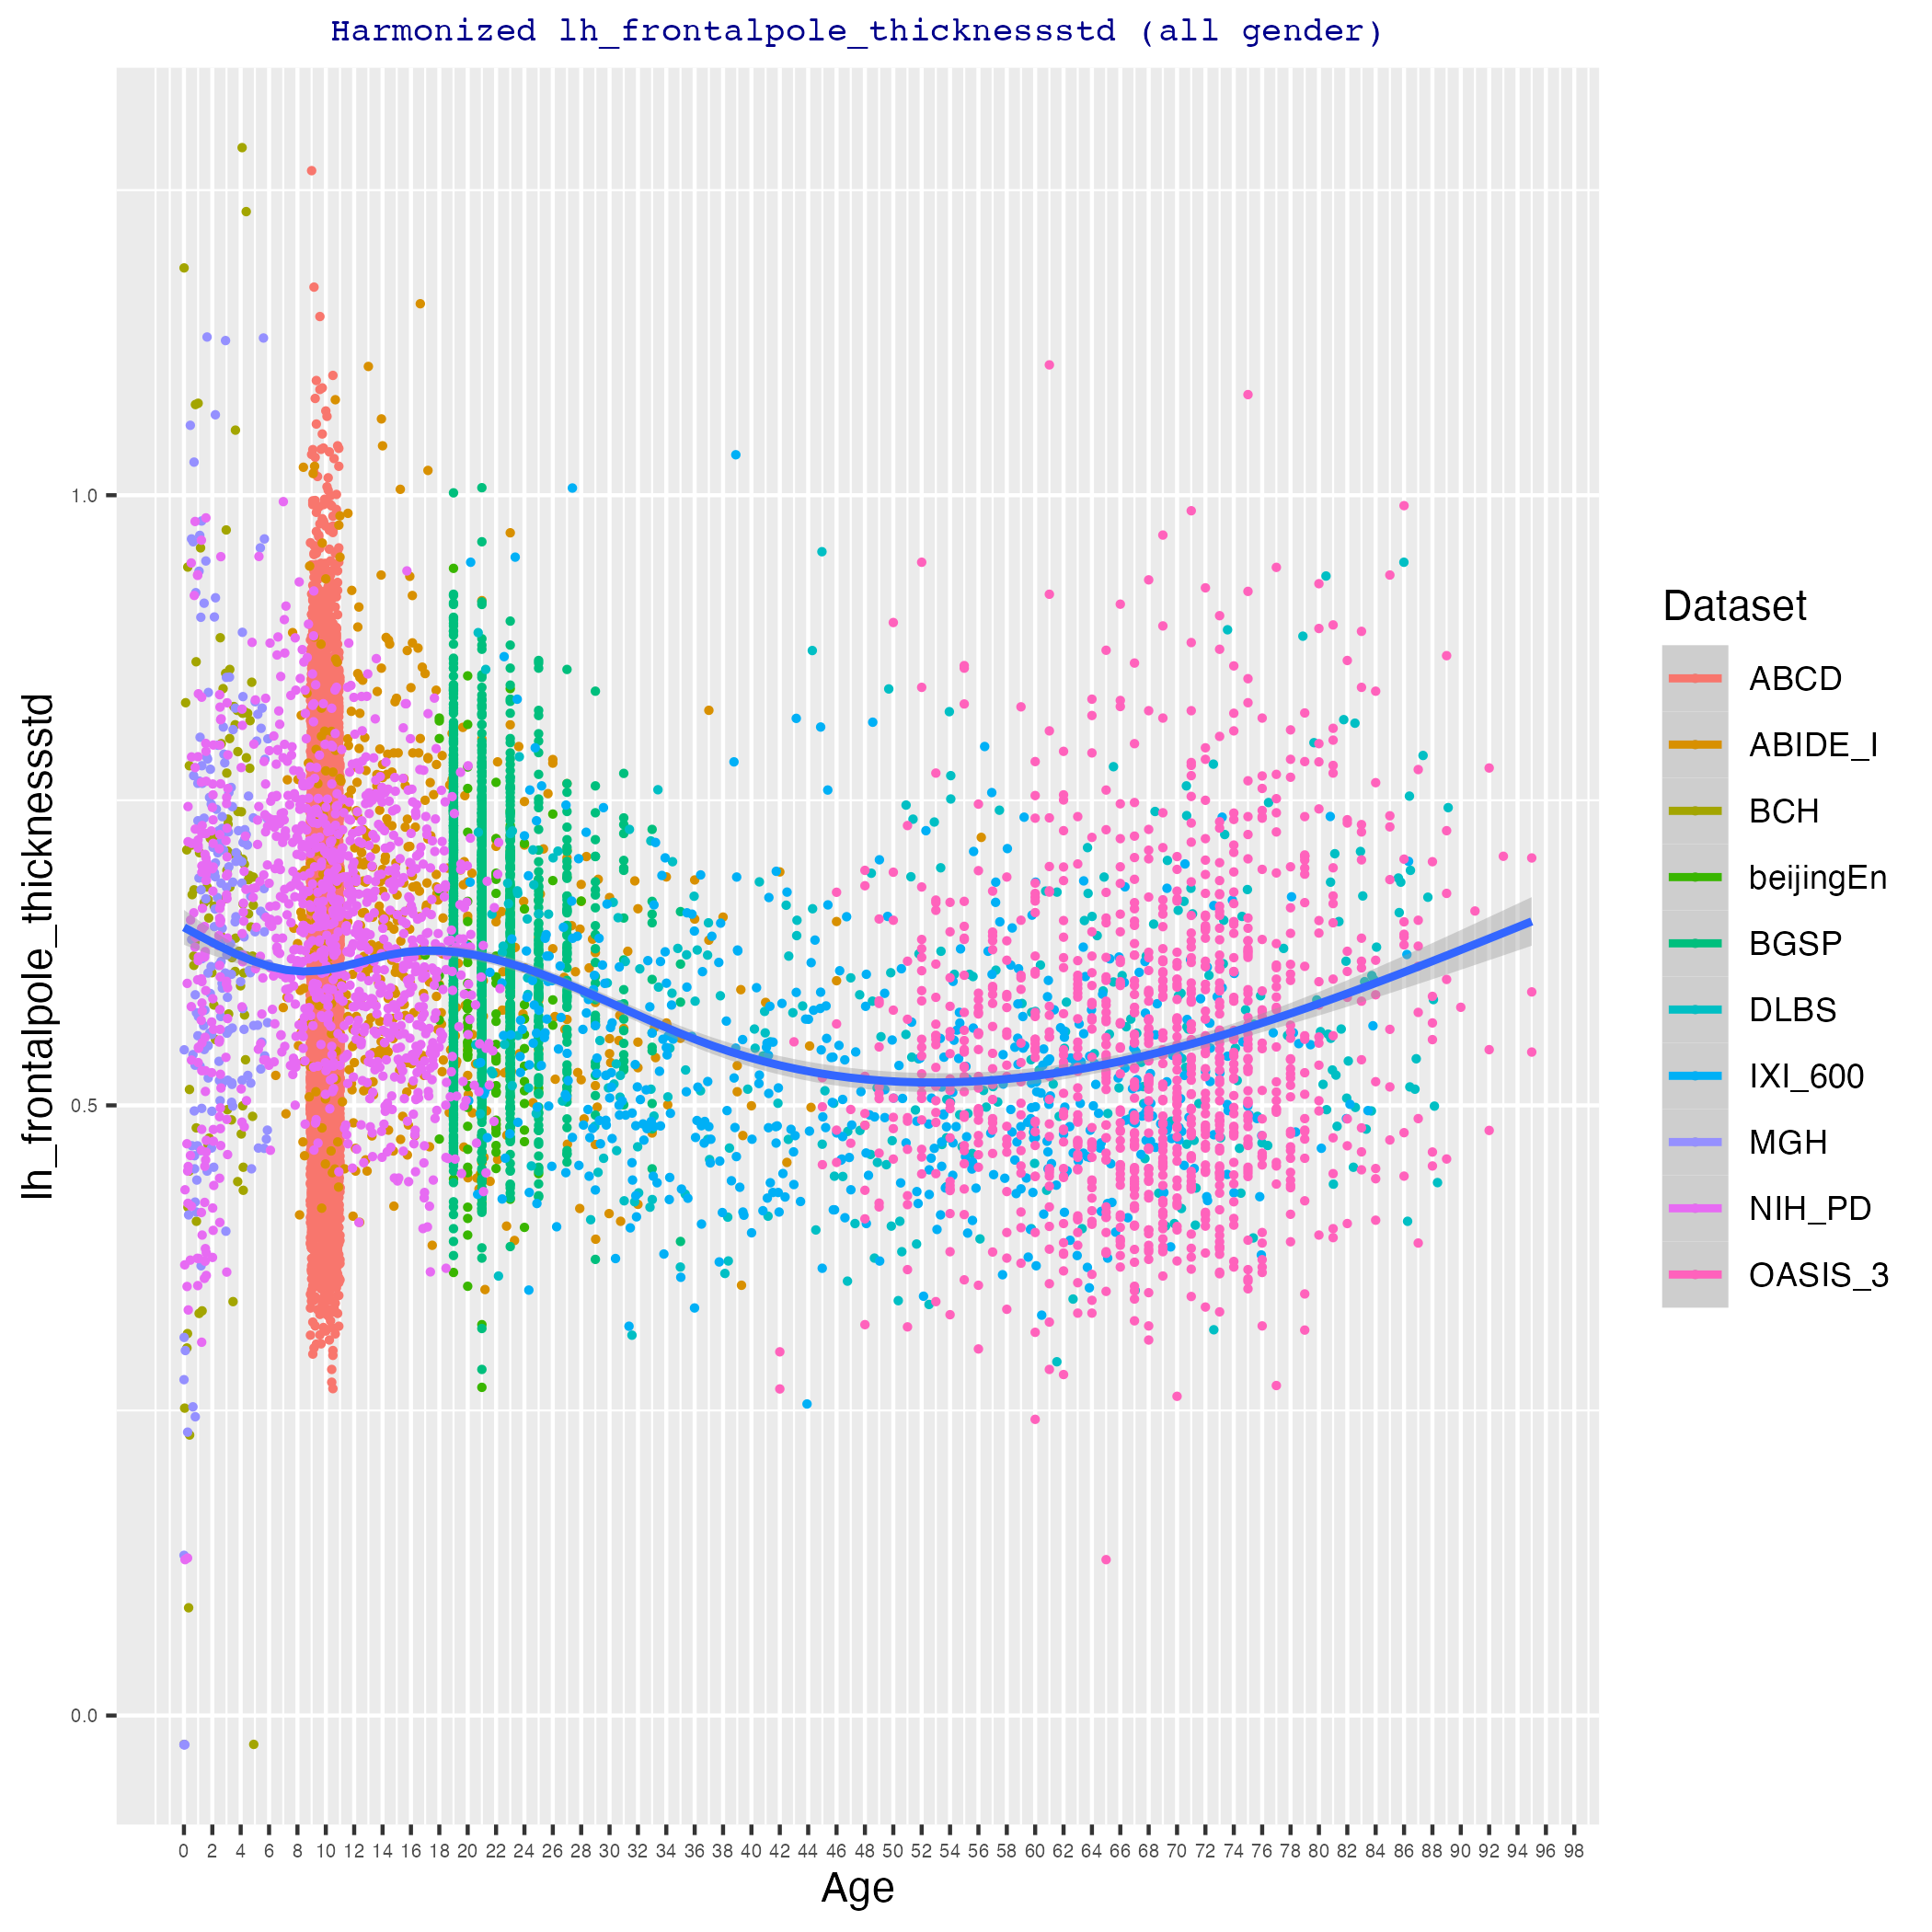 Harmonized lh_frontalpole_thicknessstd (all gender)
lh_frontalpole_thicknessstd
1.0
0.5
0.0
0 2 4 6 8 10 12 14 16 18 20 22 24 26 28 30 32 34 36 38 40 42 44 46 48 50 52 54 56 58 60 62 64 66 68 70 72 74 76 78 80 82 84 86 88 90 92 94 96 98
Age
Dataset
ABCD
ABIDE_I
BCH
beijingEn
BGSP
DLBS
IXI_600
MGH
NIH_PD
OASIS_3